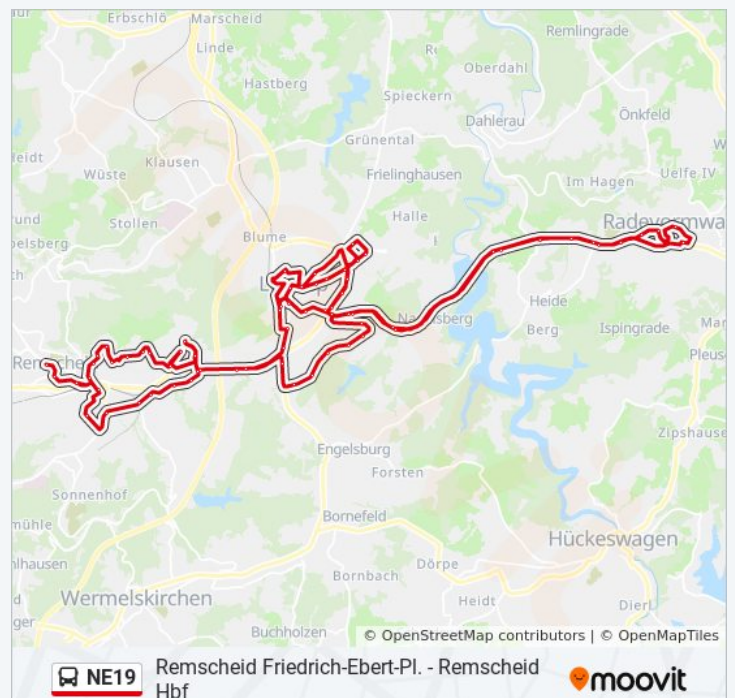 Erbschlö
Marscheid
Linde
Remlingrade
Hastberg
Oberdahl
Spieckern
Dahlerau
Önkfeld
Grünental
Klausen
Wüste
Frielinghausen
Im Hagen
Uelfe IV
Stollen
Halle
Radevormwa
Blume
Heide
Berg
Ispingrade
Remsche
Engelsburg
Zipshause
Forsten
Sonnenhof
Bornefeld
Hückeswagen
Dörpe
Bornbach
Wermelskirchen
Heidt
Dierl
Buchholzen
© OpenStreetMap contributors | © OpenMapTiles
NE19 Remscheid Friedrich-Ebert-Pl. - Remscheid
Hbf
moovit